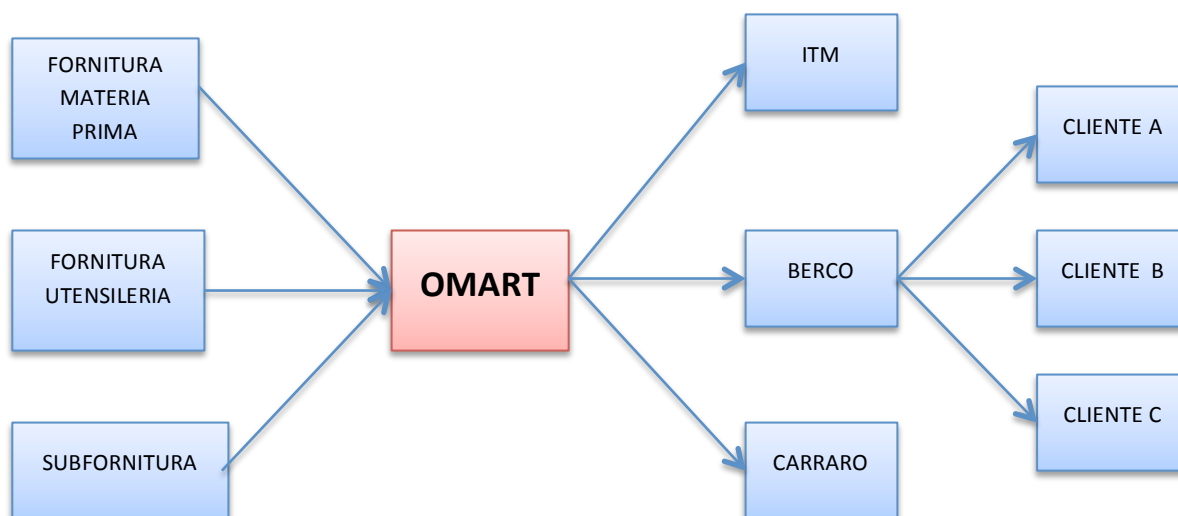 FORNITURA
MATERIA
PRIMA
FORNITURA
UTENSILERIA
SUBFORNITURA
OMART
ITM
BERCO
CARRARO
CLIENTE A
CLIENTE  B
CLIENTE C